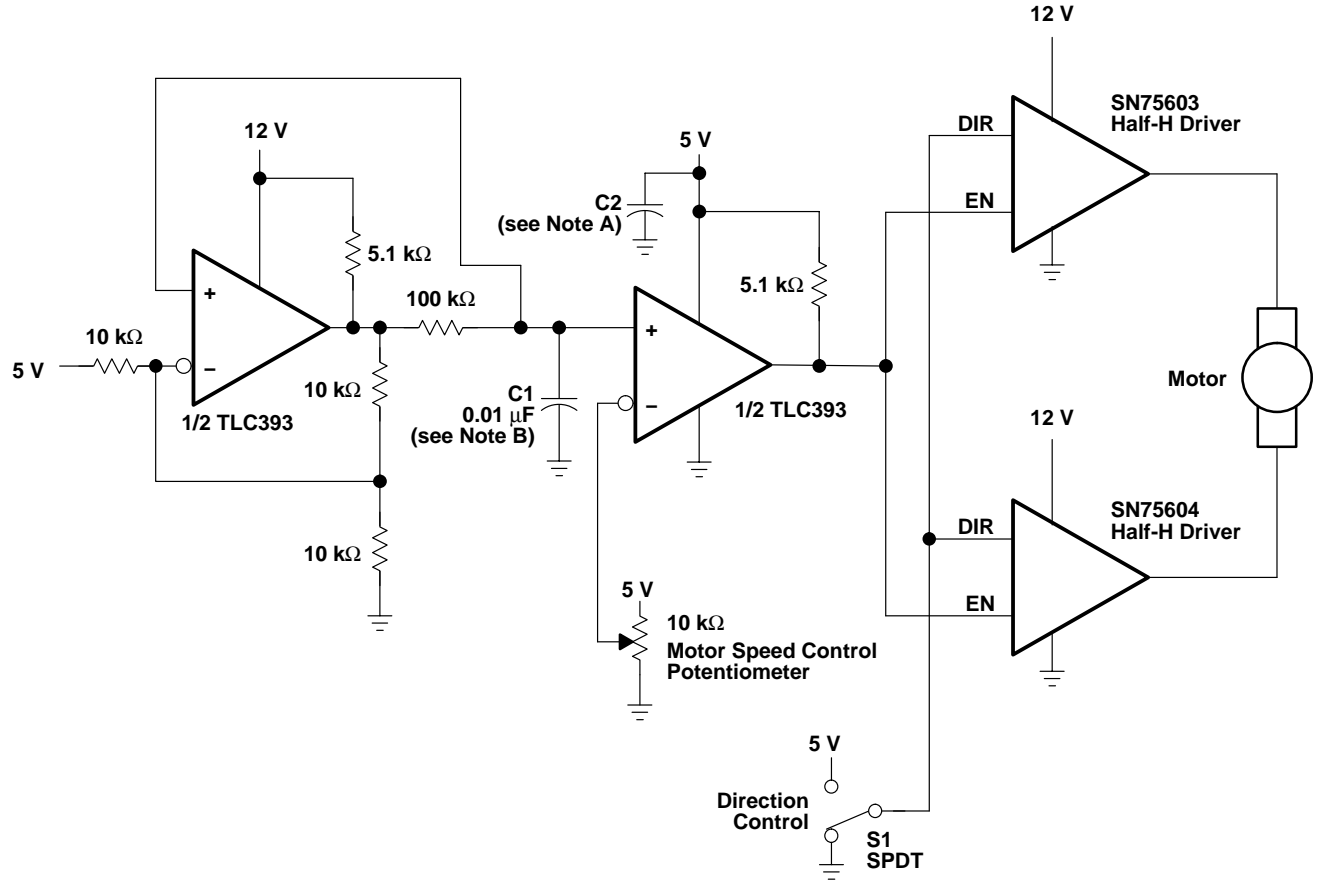 12 V
SN75603
Half-H Driver
DIR
EN
12 V
5 V
C2
(see Note A)
5.1 kΩ
5.1 kΩ
+
100 kΩ
10 kΩ
+
5 V
−
10 kΩ
1/2 TLC393
C1
0.01 μF
(see Note B)
−
1/2 TLC393
Motor
12 V
10 kΩ
SN75604
Half-H Driver
DIR
EN
5 V
10 kΩ
Motor Speed Control
Potentiometer
5 V
Direction
Control
S1
SPDT